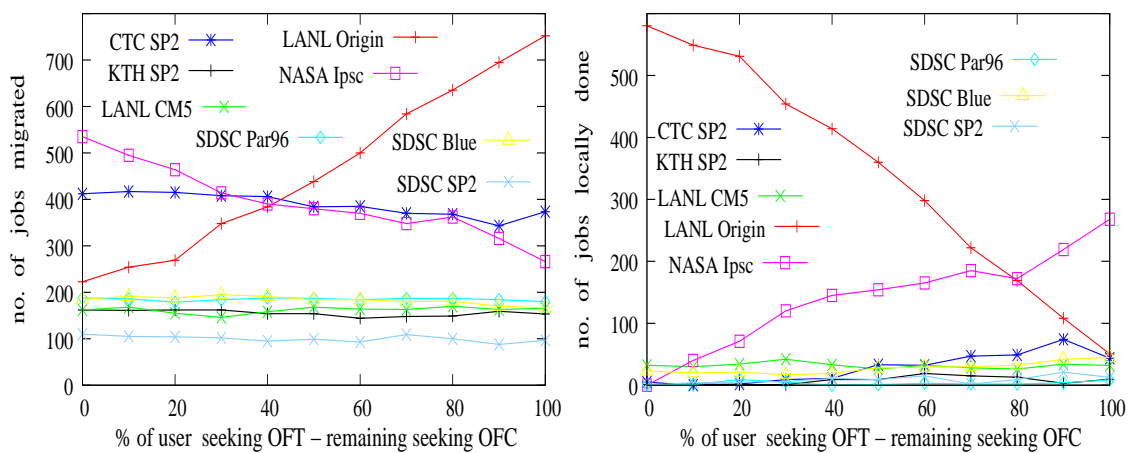 no. of jobs migrated
700
600
500
400
300
200
100
0
CTC SP2
KTH SP2
LANL CM5
LANL Origin
NASA Ipsc
SDSC Par96
SDSC Blue
SDSC SP2
0 20 40 60 80 100
% of user seeking OFT – remaining seeking OFC
no. of jobs locally done
500
400
300
200
100
0
SDSC Par96
SDSC Blue
SDSC SP2
CTC SP2
KTH SP2
LANL CM5
LANL Origin
NASA Ipsc
0 20 40 60 80 100
% of user seeking OFT – remaining seeking OFC